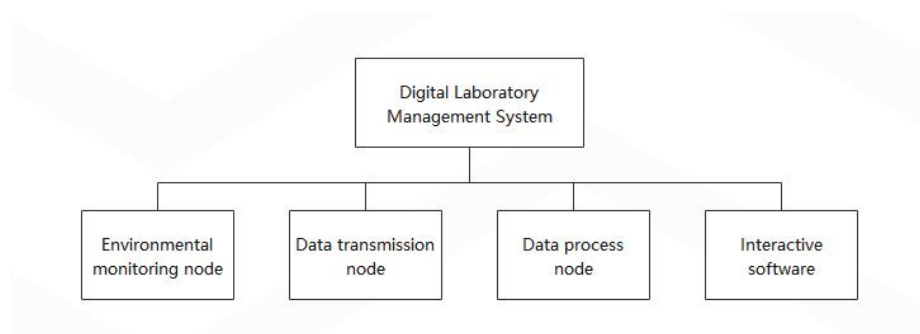 Digital Laboratory
Management System
Environmental
monitoring node
Data transmission
node
Data process
node
Interactive
software